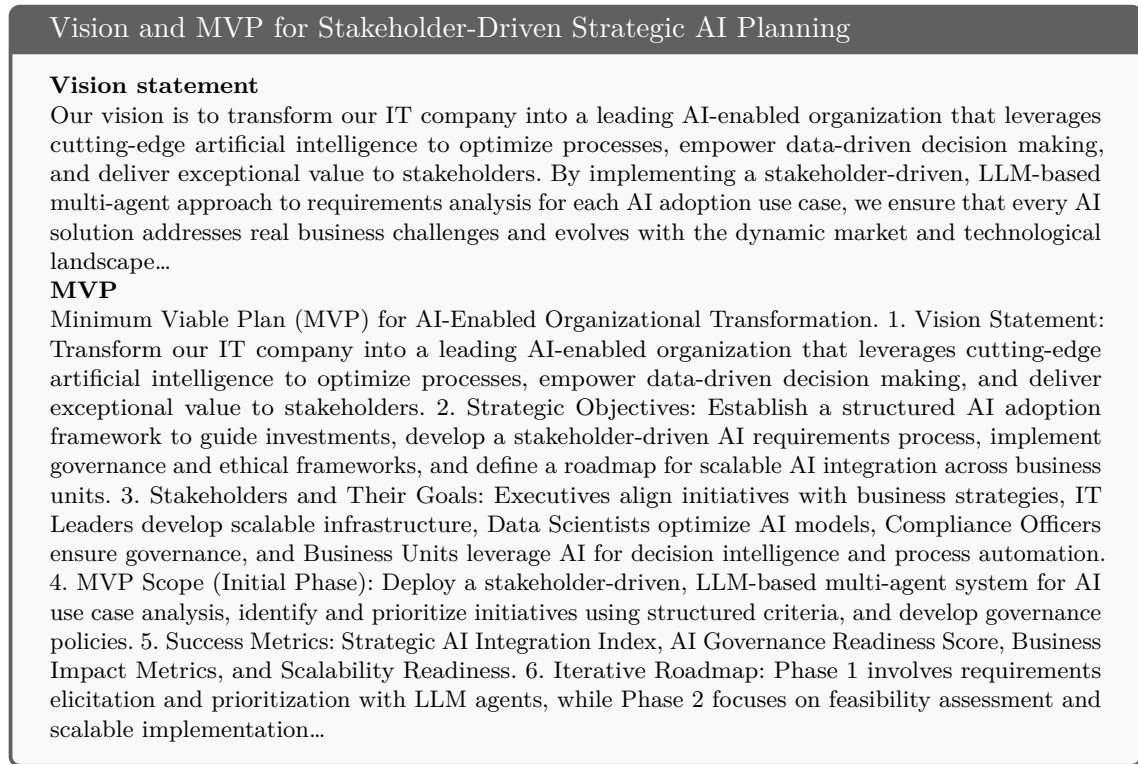 Vision and MVP for Stakeholder-Driven Strategic AI Planning
Vision statement
Our vision is to transform our IT company into a leading AI-enabled organization that leverages
cutting-edge artificial intelligence to optimize processes, empower data-driven decision making,
and deliver exceptional value to stakeholders. By implementing a stakeholder-driven, LLM-based
multi-agent approach to requirements analysis for each AI adoption use case, we ensure that every AI
solution addresses real business challenges and evolves with the dynamic market and technological
landscape…
MVP
Minimum Viable Plan (MVP) for AI-Enabled Organizational Transformation. 1. Vision Statement:
Transform our IT company into a leading AI-enabled organization that leverages cutting-edge
artificial intelligence to optimize processes, empower data-driven decision making, and deliver
exceptional value to stakeholders. 2. Strategic Objectives: Establish a structured AI adoption
framework to guide investments, develop a stakeholder-driven AI requirements process, implement
governance and ethical frameworks, and define a roadmap for scalable AI integration across business
units. 3. Stakeholders and Their Goals: Executives align initiatives with business strategies, IT
Leaders develop scalable infrastructure, Data Scientists optimize AI models, Compliance Officers
ensure governance, and Business Units leverage AI for decision intelligence and process automation.
4. MVP Scope (Initial Phase): Deploy a stakeholder-driven, LLM-based multi-agent system for AI
use case analysis, identify and prioritize initiatives using structured criteria, and develop governance
policies. 5. Success Metrics: Strategic AI Integration Index, AI Governance Readiness Score, Business
Impact Metrics, and Scalability Readiness. 6. Iterative Roadmap: Phase 1 involves requirements
elicitation and prioritization with LLM agents, while Phase 2 focuses on feasibility assessment and
scalable implementation…